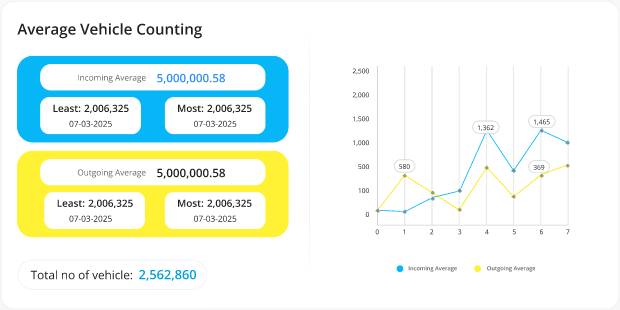 Average Vehicle Counting
Incoming Average 5,000,000.58
Least: 2,006,325
07-03-2025
Most: 2,006,325
07-03-2025
Outgoing Average 5,000,000.58
Least: 2,006,325
07-03-2025
Most: 2,006,325
07-03-2025
Total no of vehicle: 2,562,860
2,500
1,500
1,000
500
100
0
580
1,362
1,465
369
0 1 2 3 4 5 6 7
Incoming Average
Outgoing Average